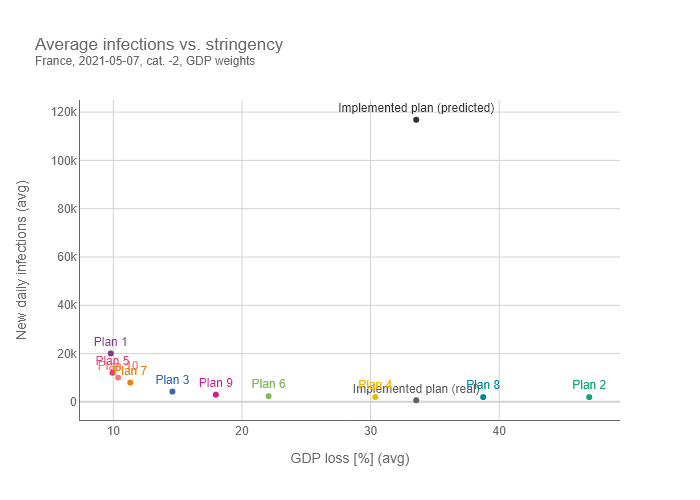 Average infections vs. stringency
France, 2021-05-07, cat. -2, GDP weights
120k
Implemented plan (predicted)
100k
80k
60k
40k
20k
0
New daily infections (avg)
Plan 1
Plan 5
Plan 10
Plan 7
Plan 3
Plan 9
Plan 6
Plan 4
Implemented plan (real)
Plan 8
Plan 2
10
20
30
40
GDP loss [%] (avg)